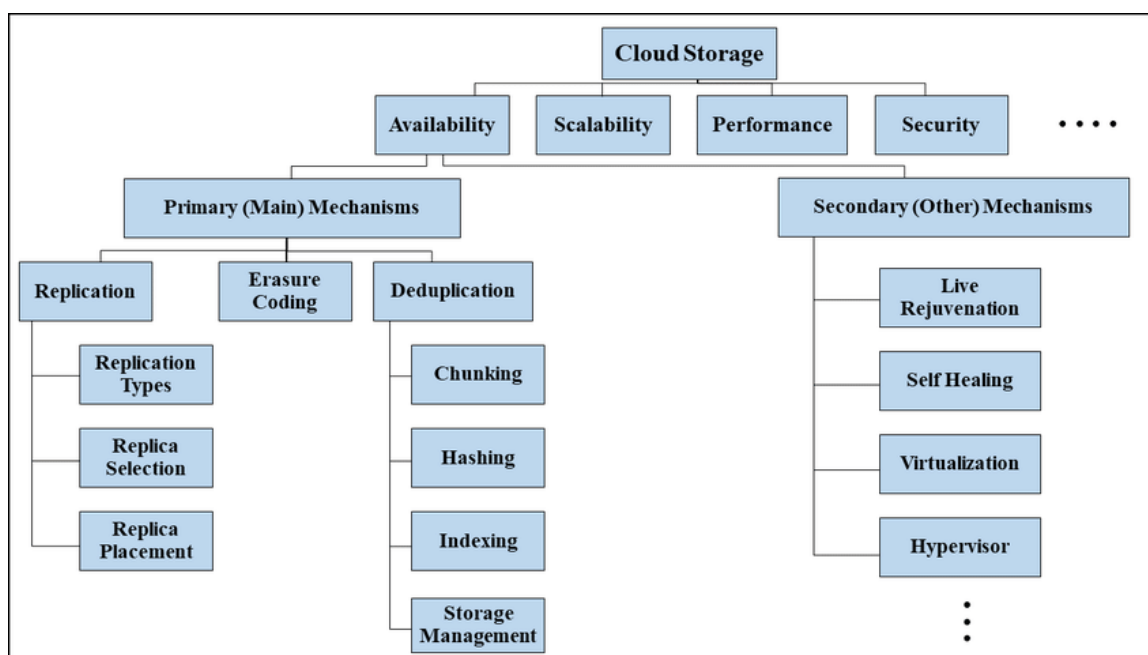 Cloud Storage
Availability
Scalability
Performance
Security
. . . .
Primary (Main) Mechanisms
Secondary (Other) Mechanisms
Replication
Erasure
Coding
Deduplication
Live
Rejuvenation
Replication
Types
Chunking
Self Healing
Replica
Selection
Hashing
Virtualization
Replica
Placement
Indexing
Hypervisor
Storage
Management